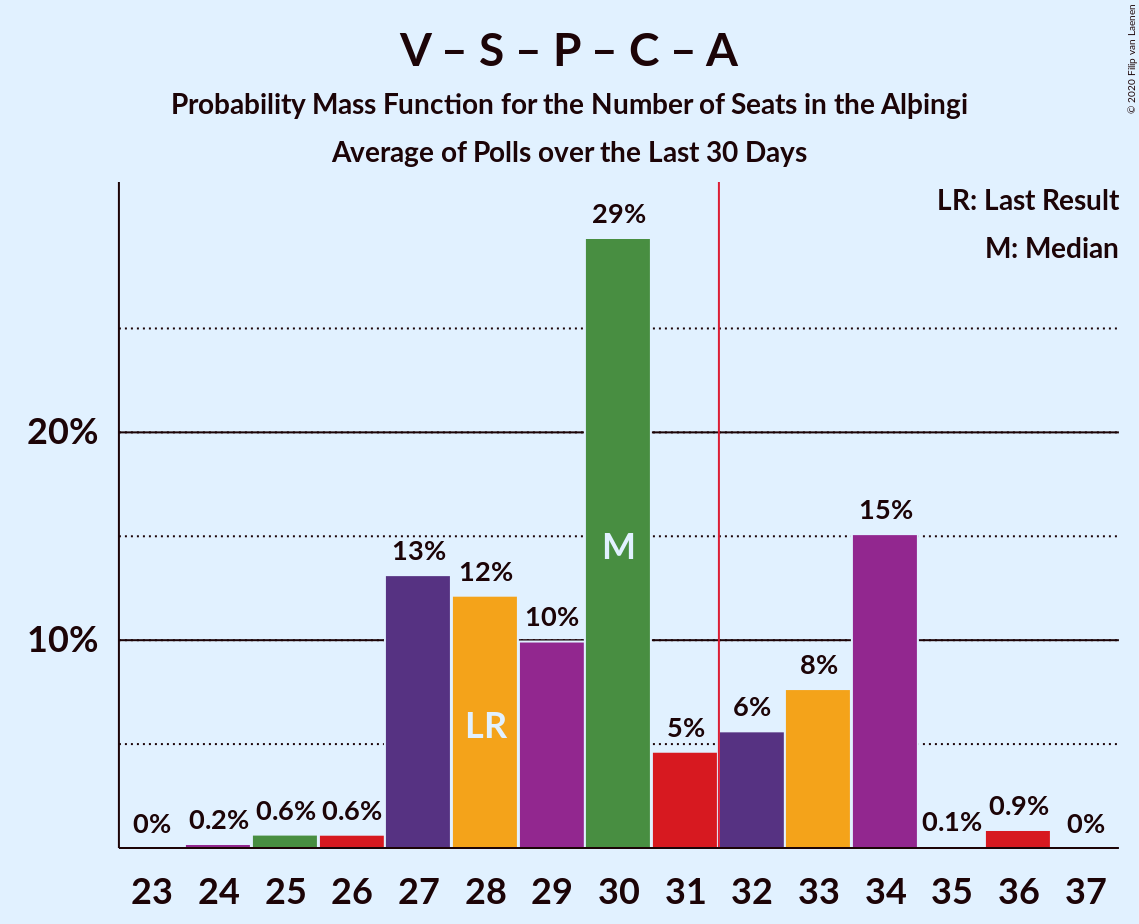 V – S – P – C – A
Probability Mass Function for the Number of Seats in the Alþingi
Average of Polls over the Last 30 Days
© 2020 Filip van Laenen
LR: Last Result
M: Median
20%
10%
0%
0.2%
0.6%
0.6%
13%
12%
10%
29%
5%
6%
8%
15%
0.1%
0.9%
0%
LR
M
23 24 25 26 27 28 29 30 31 32 33 34 35 36 37